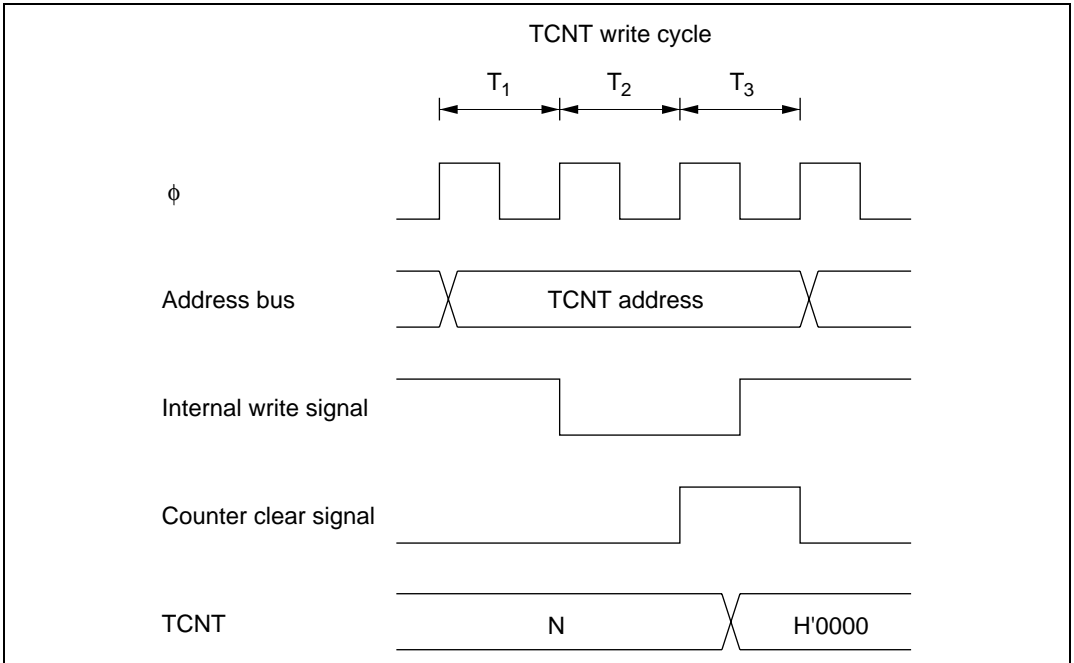 TCNT write cycle
T1 T2 T3
ϕ
Address bus TCNT address
Internal write signal
Counter clear signal
TCNT N H'0000